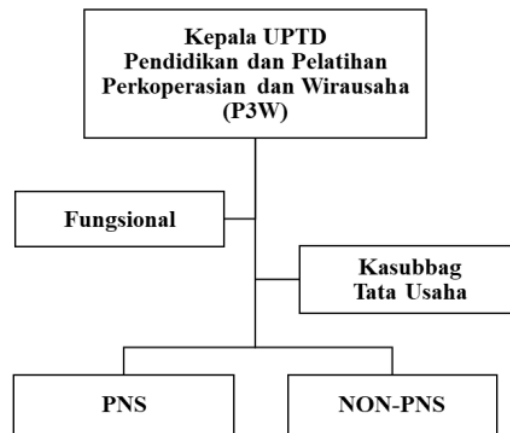 Kepala UPTD
Pendidikan dan Pelatihan
Perkoperasian dan Wirausaha
(P3W)
Fungsional
Kasubbag
Tata Usaha
PNS
NON-PNS